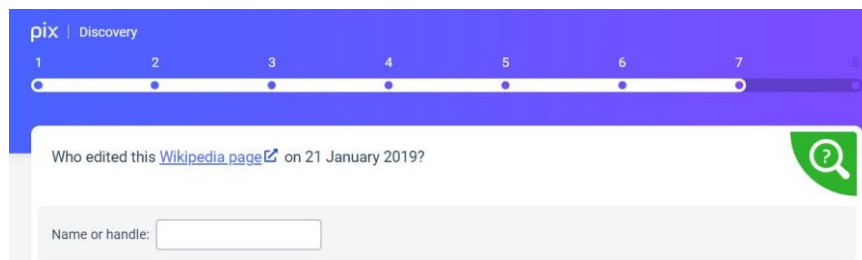 pix | Discovery
1 2 3 4 5 6 7 8
Who edited this Wikipedia page on 21 January 2019?
?
Name or handle: